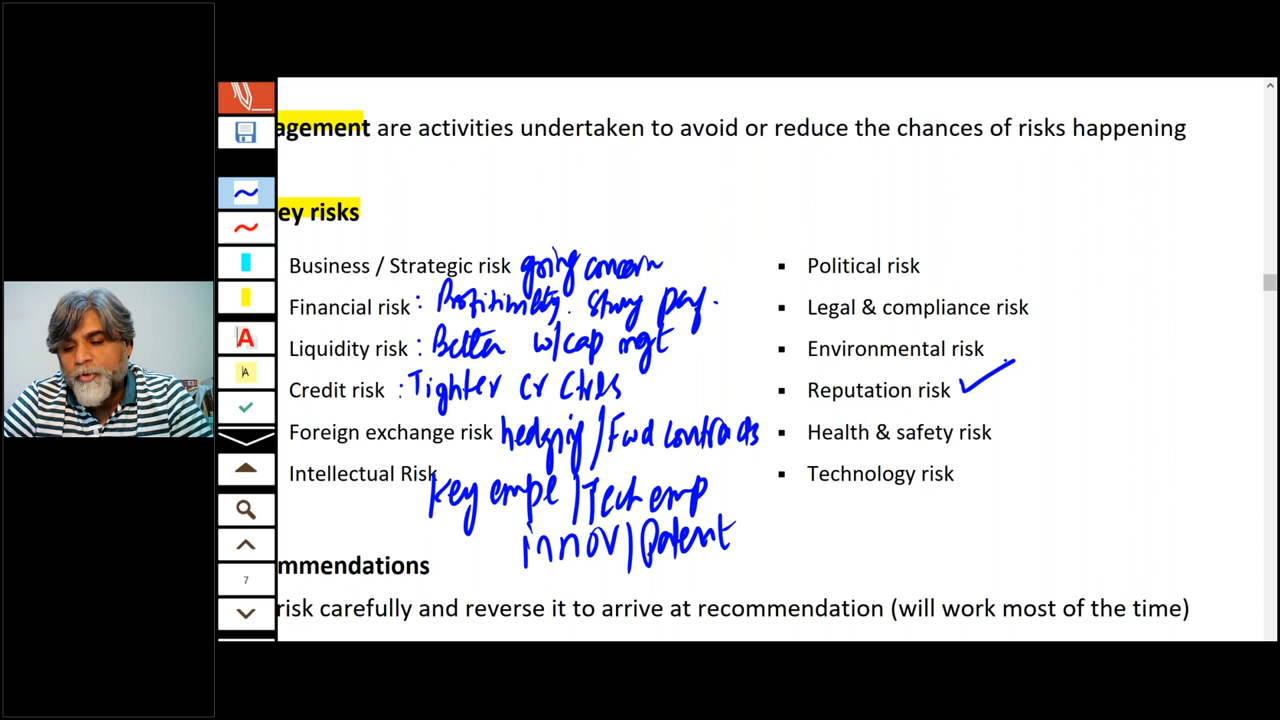 agement are activities undertaken to avoid or reduce the chances of risks happening
ey risks
Business / Strategic risk going concern
Financial risk : Strong
Liquidity risk : Better w/cap mgt
Credit risk : Tighter Cr Ctrls
Foreign exchange risk hedging / Fwd contracts
Intellectual Risk
Key empe / Tech emp
innov / Patent
▪ Political risk
▪ Legal & compliance risk
▪ Environmental risk
▪ Reputation risk
▪ Health & safety risk
▪ Technology risk
mmendations
risk carefully and reverse it to arrive at recommendation (will work most of the time)
A
A
7